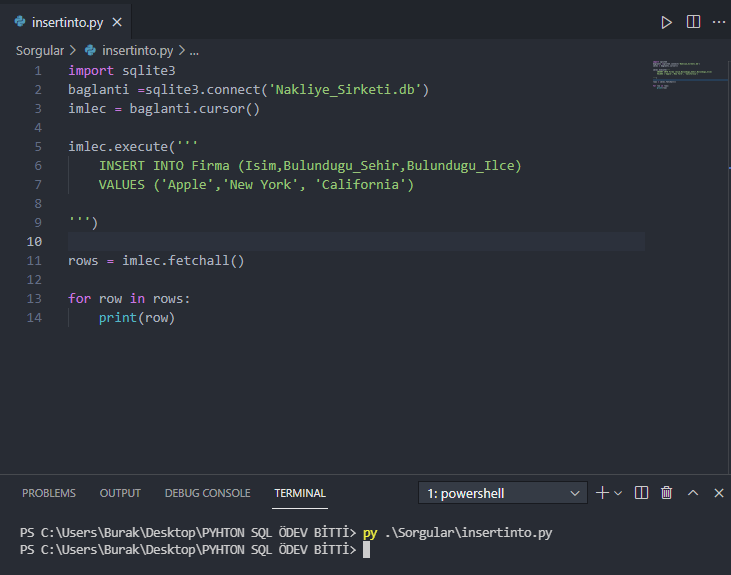 insertinto.py
Sorgular > insertinto.py > ...
1 import sqlite3
2 baglanti =sqlite3.connect('Nakliye_Sirketi.db')
3 imlec = baglanti.cursor()
4
5 imlec.execute('''
6 INSERT INTO Firma (Isim,Bulundugu_Sehir,Bulundugu_Ilce)
7 VALUES ('Apple','New York', 'California')
8
9 ''')
10
11 rows = imlec.fetchall()
12
13 for row in rows:
14 print(row)
PROBLEMS OUTPUT DEBUG CONSOLE TERMINAL 1: powershell
PS C:\Users\Burak\Desktop\PYHTON SQL ÖDEV BİTTİ> py .\Sorgular\insertinto.py
PS C:\Users\Burak\Desktop\PYHTON SQL ÖDEV BİTTİ>